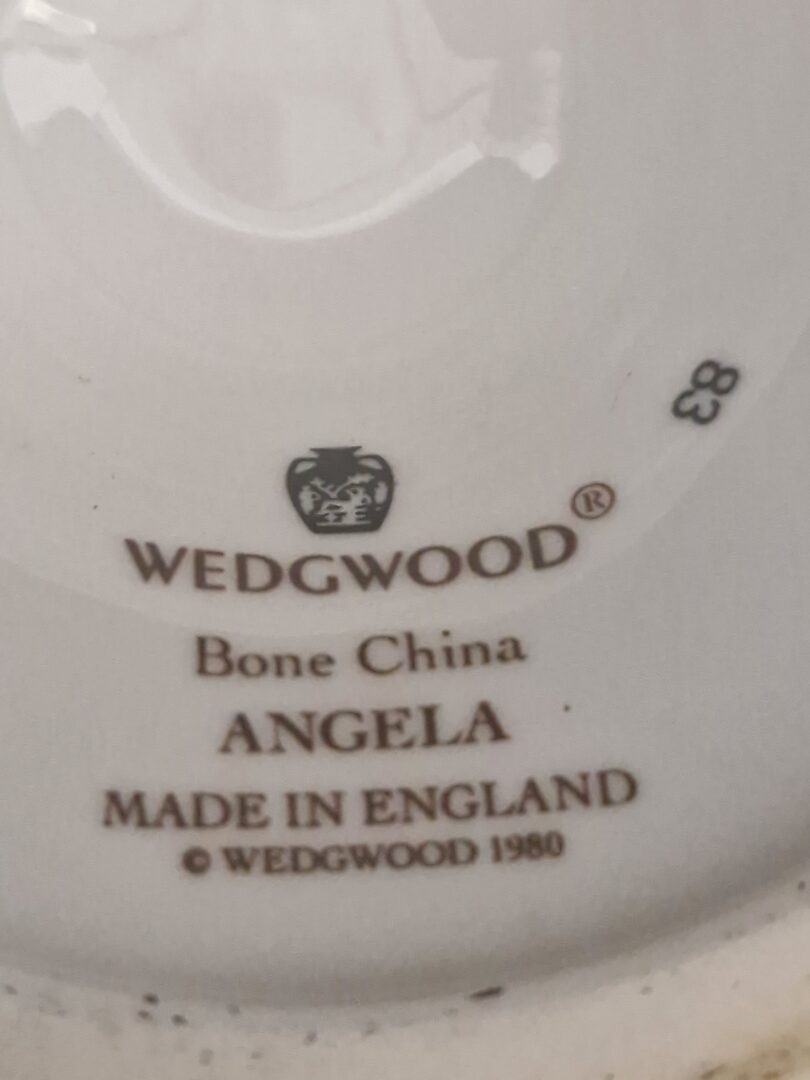 83
WEDGWOOD®
Bone China
ANGELA
MADE IN ENGLAND
© WEDGWOOD 1980